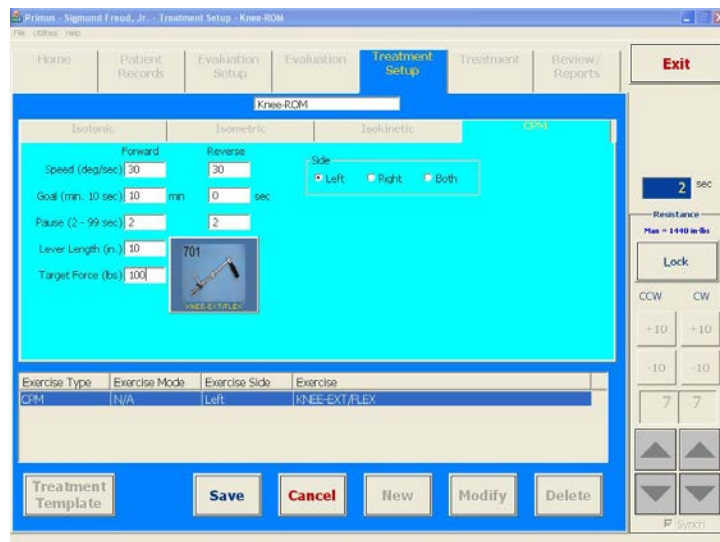 Primus - Sigmund Freud, Jr. - Treatment Setup - Knee-ROM
File Utilities Help
Home
Patient Records
Evaluation Setup
Evaluation
Treatment Setup
Treatment
Review/ Reports
Exit
Knee-ROM
Isotonic Isometric Isokinetic CPM
Forward Reverse
Speed (deg/sec) 30 30
Goal (min. 10 sec) 10 mn 0 sec
Pause (2 - 99 sec) 2 2
Lever Length (in.) 10
Target Force (lbs) 100
701
KNEE-EXT/FLEX
Side
Left Right Both
2 sec
Resistance
Max = 1440 in-lbs
Lock
CCW CW
+10 +10
-10 -10
7 7
Synch
Exercise Type Exercise Mode Exercise Side Exercise
CPM N/A Left KNEE-EXT/FLEX
Treatment Template
Save
Cancel
New
Modify
Delete